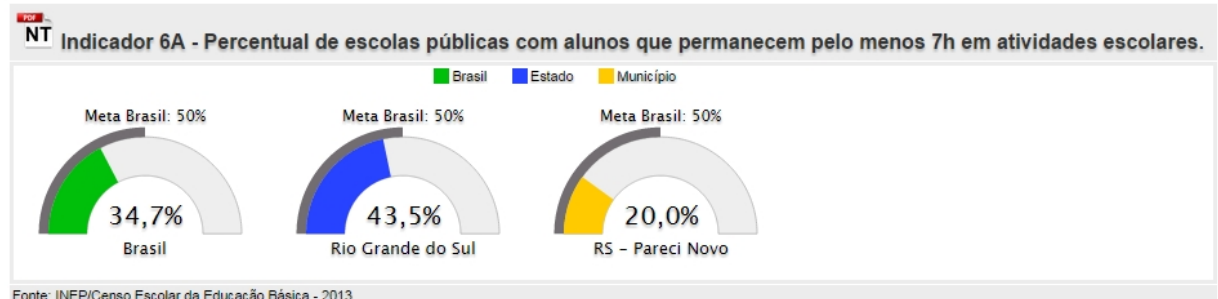 PDF
NT
Indicador 6A - Percentual de escolas públicas com alunos que permanecem pelo menos 7h em atividades escolares.
Brasil Estado Município
Meta Brasil: 50% Meta Brasil: 50% Meta Brasil: 50%
34,7% 43,5% 20,0%
Brasil Rio Grande do Sul RS - Pareci Novo
Fonte: INEP/Censo Escolar da Educação Básica - 2013